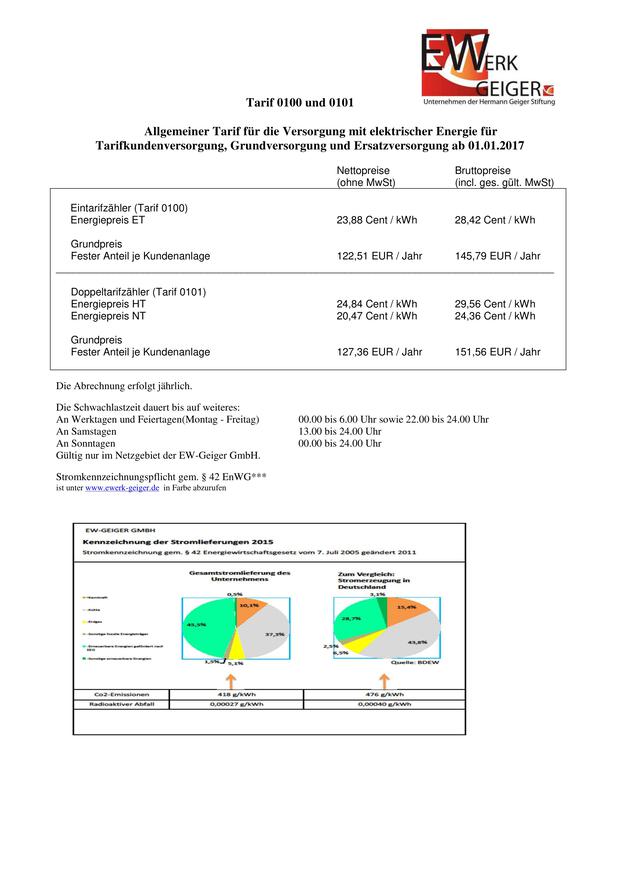 EWERK
GEIGER
Unternehmen der Hermann Geiger Stiftung
Tarif 0100 und 0101
Allgemeiner Tarif für die Versorgung mit elektrischer Energie für
Tarifkundenversorgung, Grundversorgung und Ersatzversorgung ab 01.01.2017
Nettopreise Bruttopreise
(ohne MwSt) (incl. ges. gült. MwSt)
Eintarifzähler (Tarif 0100)
Energiepreis ET 23,88 Cent / kWh 28,42 Cent / kWh
Grundpreis
Fester Anteil je Kundenanlage 122,51 EUR / Jahr 145,79 EUR / Jahr
Doppeltarifzähler (Tarif 0101)
Energiepreis HT 24,84 Cent / kWh 29,56 Cent / kWh
Energiepreis NT 20,47 Cent / kWh 24,36 Cent / kWh
Grundpreis
Fester Anteil je Kundenanlage 127,36 EUR / Jahr 151,56 EUR / Jahr
Die Abrechnung erfolgt jährlich.
Die Schwachlastzeit dauert bis auf weiteres:
An Werktagen und Feiertagen(Montag - Freitag) 00.00 bis 6.00 Uhr sowie 22.00 bis 24.00 Uhr
An Samstagen 13.00 bis 24.00 Uhr
An Sonntagen 00.00 bis 24.00 Uhr
Gültig nur im Netzgebiet der EW-Geiger GmbH.
Stromkennzeichnungspflicht gem. § 42 EnWG***
ist unter www.ewerk-geiger.de in Farbe abzurufen
EW-GEIGER GMBH
Kennzeichnung der Stromlieferungen 2015
Stromkennzeichnung gem. § 42 Energiewirtschaftsgesetz vom 7. Juli 2005 geändert 2011
Gesamtstromlieferung des
Unternehmens
Zum Vergleich:
Stromerzeugung in
Deutschland
Kernkraft
Kohle
Erdgas
Sonstige fossile Energieträger
Erneuerbare Energien gefördert nach
EEG
Sonstige erneuerbare Energien
0,5%
10,1%
45,5%
37,3%
1,5%
5,1%
3,1%
15,4%
28,7%
43,8%
2,5%
6,5%
Quelle: BDEW
Co2-Emissionen 418 g/kWh 476 g/kWh
Radioaktiver Abfall 0,00027 g/kWh 0,00040 g/kWh